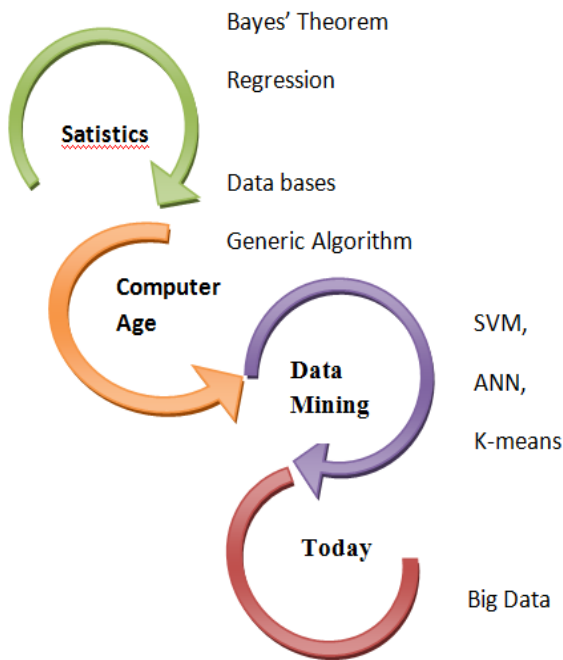 Bayes’ Theorem
Regression
Satistics
Data bases
Generic Algorithm
Computer
Age
SVM,
ANN,
K-means
Data
Mining
Today
Big Data